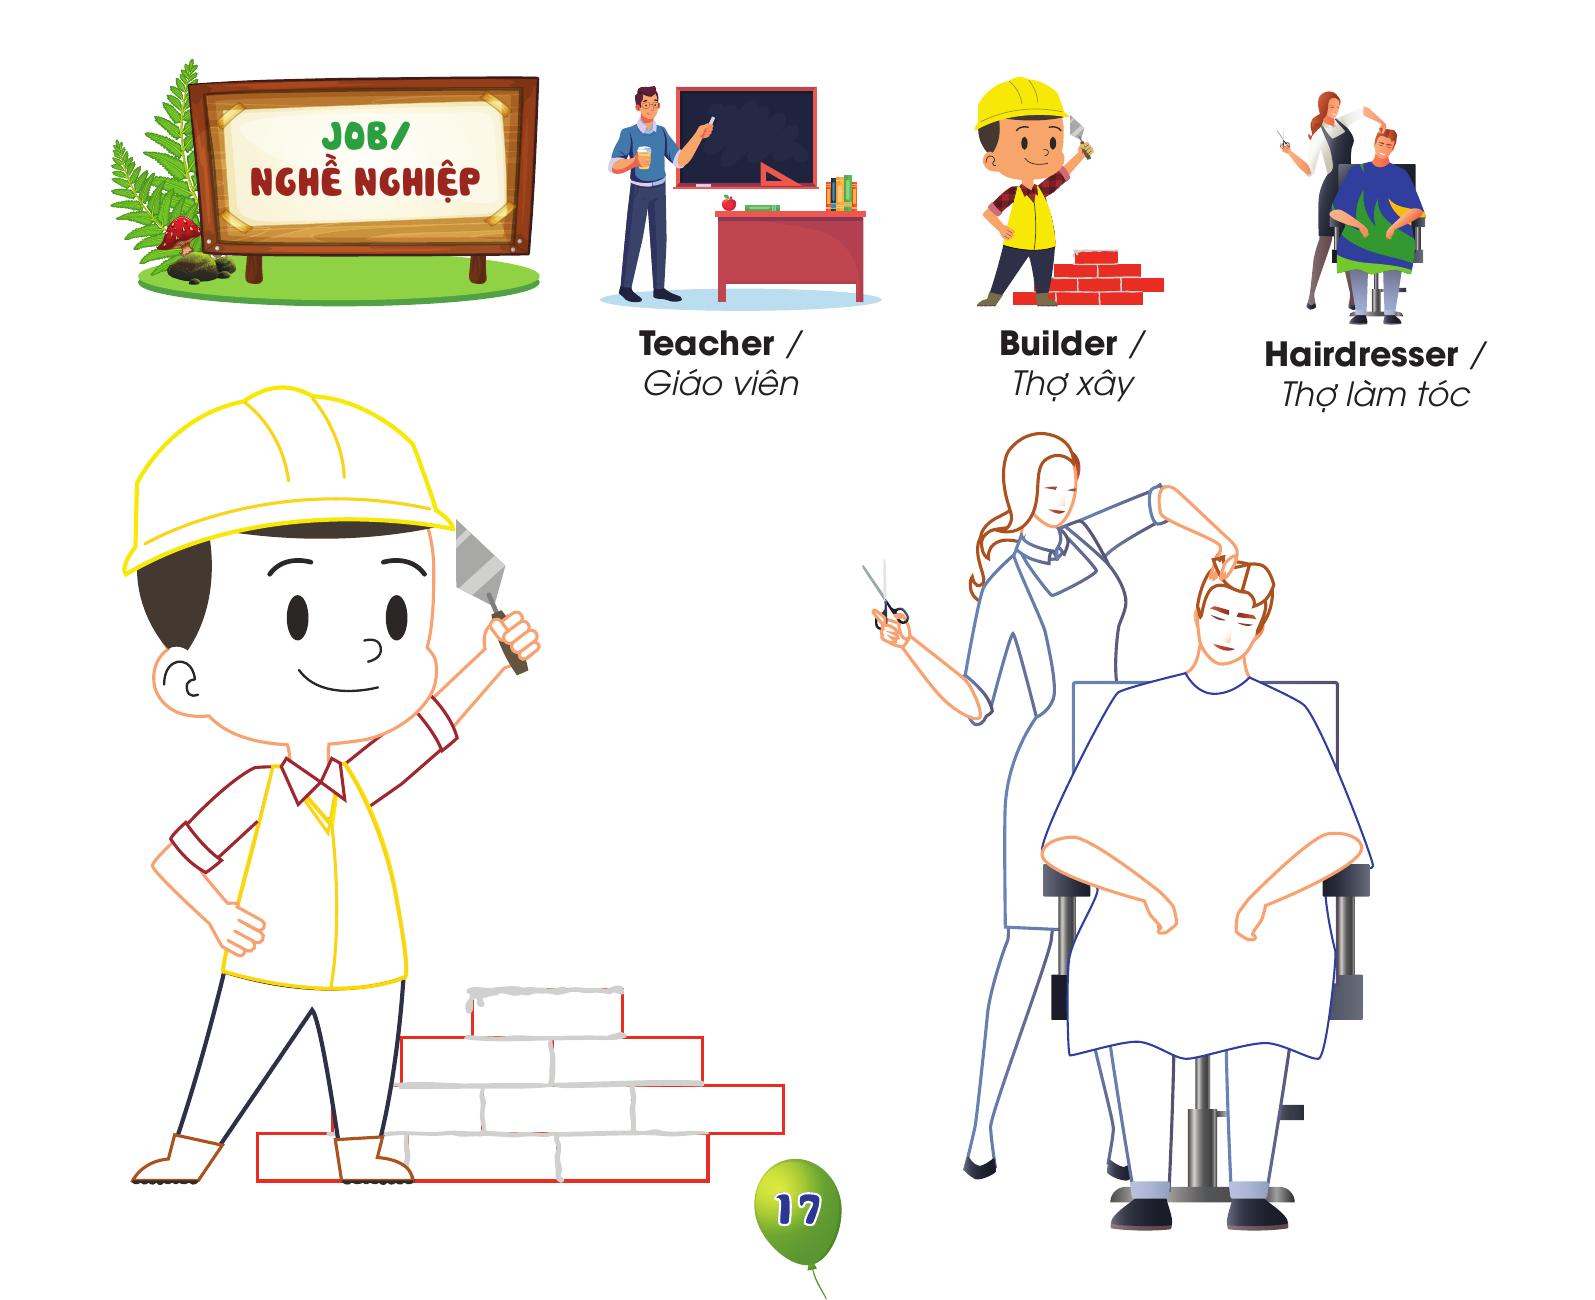 JOB/
NGHỀ NGHIỆP
Teacher /
Giáo viên
Builder /
Thợ xây
Hairdresser /
Thợ làm tóc
17